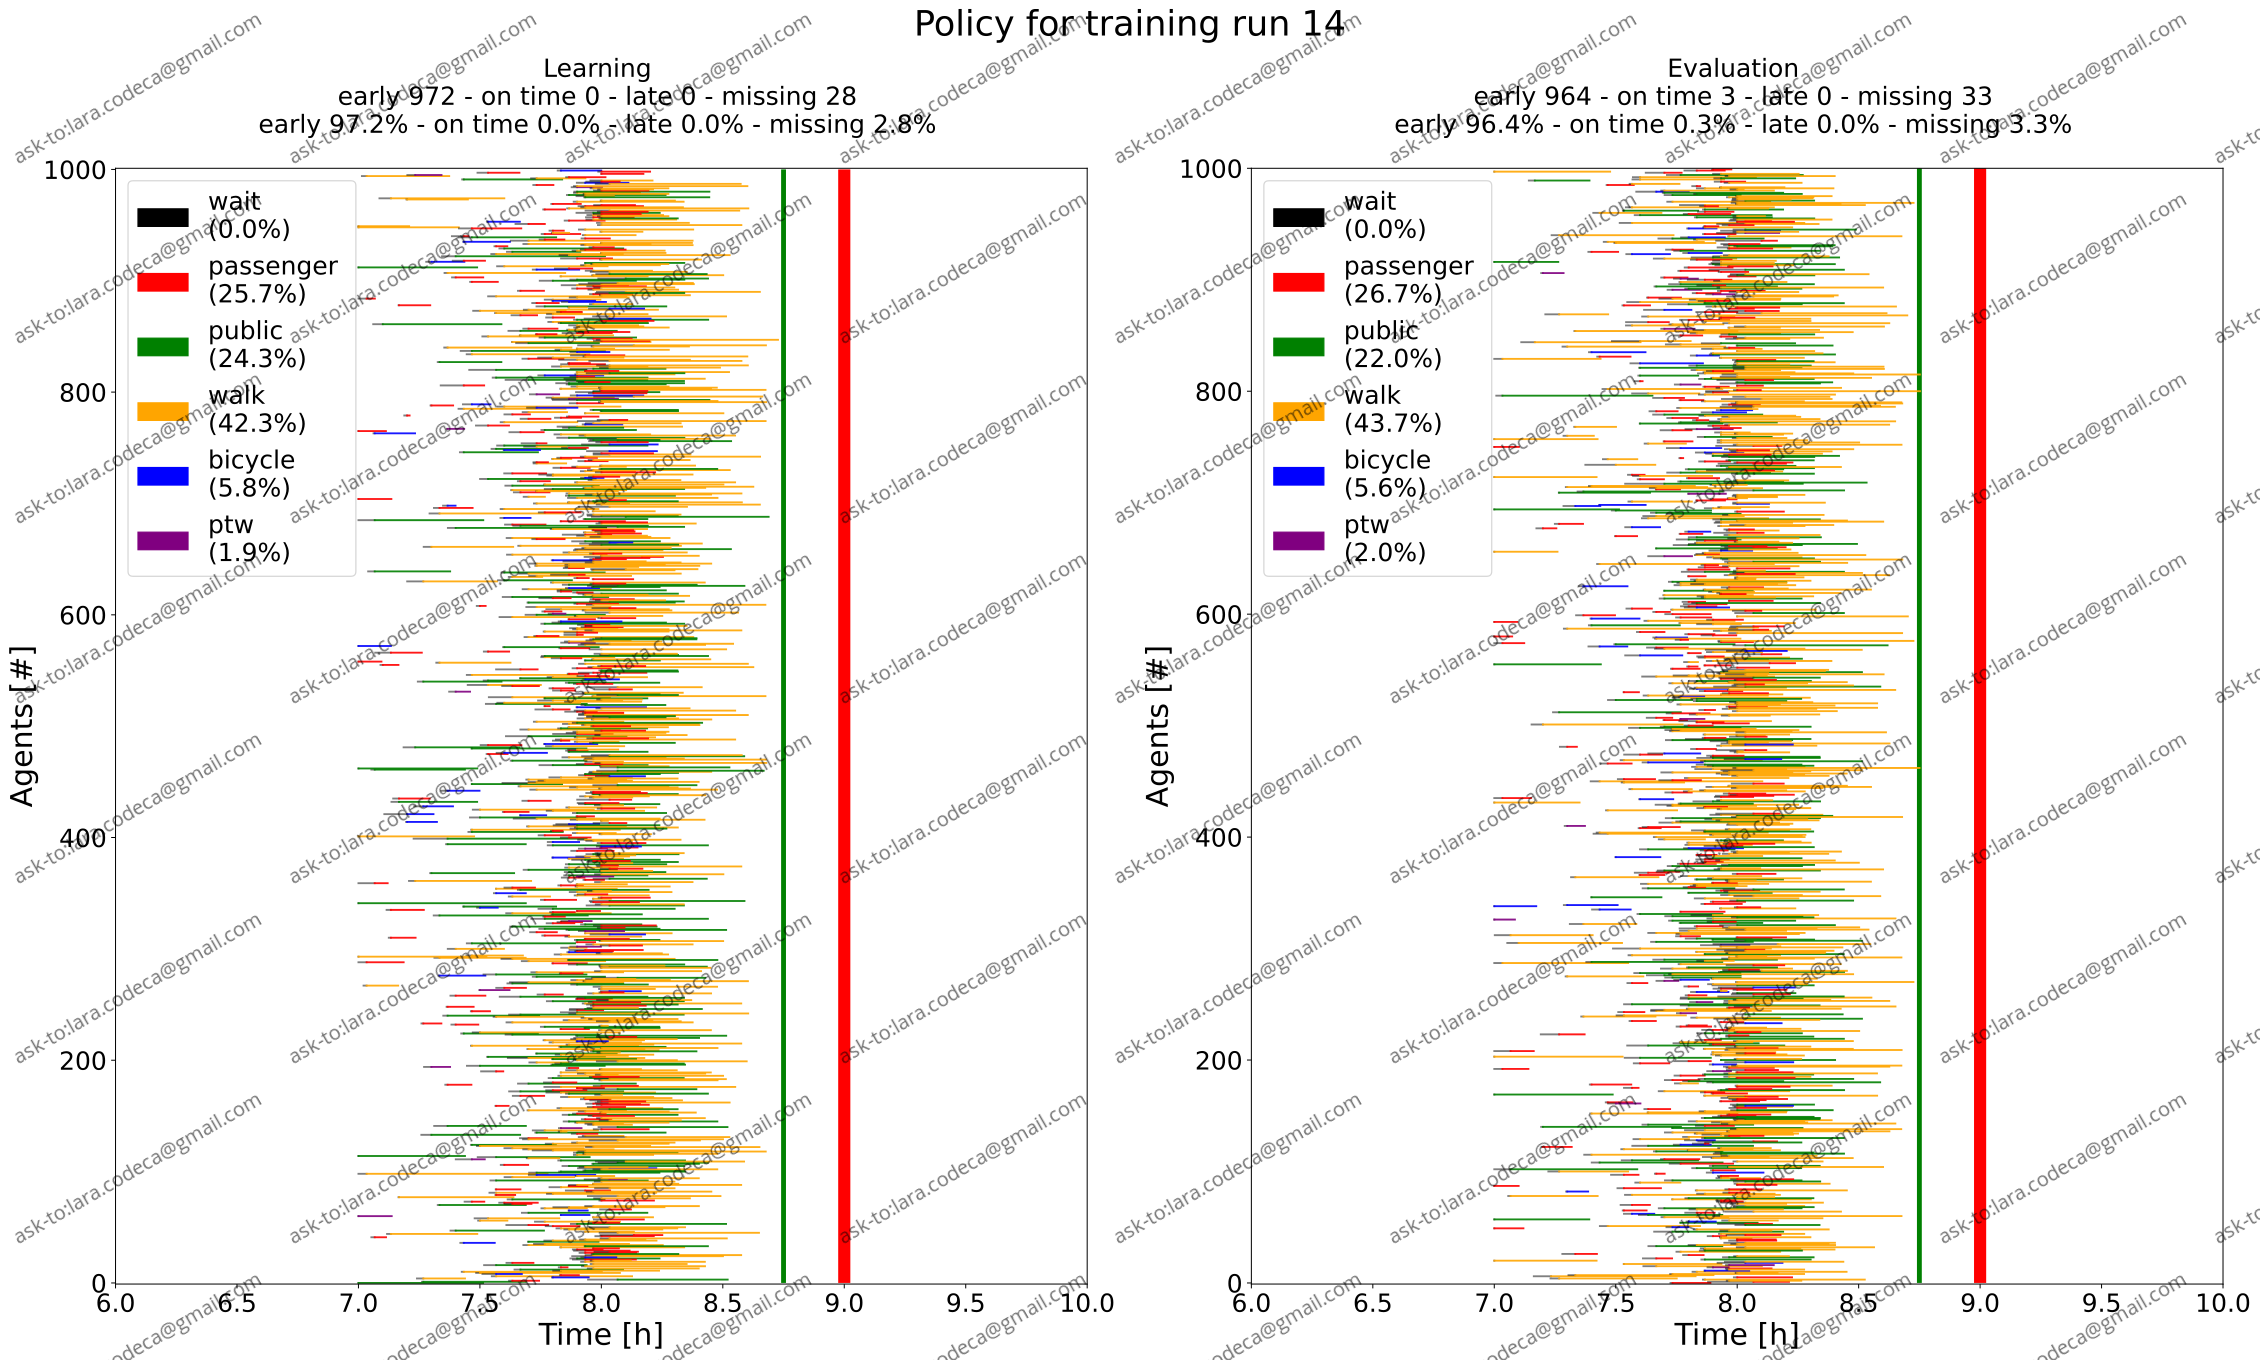 Policy for training run 14
Learning
early 972 - on time 0 - late 0 - missing 28
early 97.2% - on time 0.0% - late 0.0% - missing 2.8%
1000
800
600
400
200
0
Agents [#]
wait
(0.0%)
passenger
(25.7%)
public
(24.3%)
walk
(42.3%)
bicycle
(5.8%)
ptw
(1.9%)
6.0 6.5 7.0 7.5 8.0 8.5 9.0 9.5 10.0
Time [h]
Evaluation
early 964 - on time 3 - late 0 - missing 33
early 96.4% - on time 0.3% - late 0.0% - missing 3.3%
1000
800
600
400
200
0
Agents [#]
wait
(0.0%)
passenger
(26.7%)
public
(22.0%)
walk
(43.7%)
bicycle
(5.6%)
ptw
(2.0%)
6.0 6.5 7.0 7.5 8.0 8.5 9.0 9.5 10.0
Time [h]
ask-to:lara.codeca@gmail.com